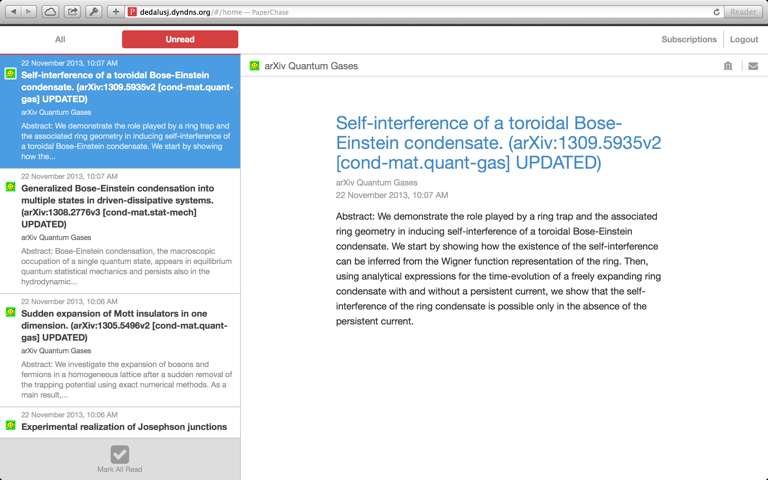 dedalusj.dyndns.org/#/home — PaperChase
Reader
All
Unread
Subscriptions
Logout
22 November 2013, 10:07 AM
Self-interference of a toroidal Bose-Einstein
condensate. (arXiv:1309.5935v2 [cond-mat.quant-
gas] UPDATED)
arXiv Quantum Gases
Abstract: We demonstrate the role played by a ring trap and
the associated ring geometry in inducing self-interference of
a toroidal Bose-Einstein condensate. We start by showing
how the...
22 November 2013, 10:07 AM
Generalized Bose-Einstein condensation into
multiple states in driven-dissipative systems.
(arXiv:1308.2776v3 [cond-mat.stat-mech]
UPDATED)
arXiv Quantum Gases
Abstract: Bose-Einstein condensation, the macroscopic
occupation of a single quantum state, appears in equilibrium
quantum statistical mechanics and persists also in the
hydrodynamic...
22 November 2013, 10:06 AM
Sudden expansion of Mott insulators in one
dimension. (arXiv:1305.5496v2 [cond-mat.quant-
gas] UPDATED)
arXiv Quantum Gases
Abstract: We investigate the expansion of bosons and
fermions in a homogeneous lattice after a sudden removal of
the trapping potential using exact numerical methods. As a
main result,...
22 November 2013, 10:06 AM
Experimental realization of Josephson junctions
Mark All Read
arXiv Quantum Gases
Self-interference of a toroidal Bose-
Einstein condensate. (arXiv:1309.5935v2
[cond-mat.quant-gas] UPDATED)
arXiv Quantum Gases
22 November 2013, 10:07 AM
Abstract: We demonstrate the role played by a ring trap and the associated
ring geometry in inducing self-interference of a toroidal Bose-Einstein
condensate. We start by showing how the existence of the self-interference
can be inferred from the Wigner function representation of the ring. Then,
using analytical expressions for the time-evolution of a freely expanding ring
condensate with and without a persistent current, we show that the self-
interference of the ring condensate is possible only in the absence of the
persistent current.